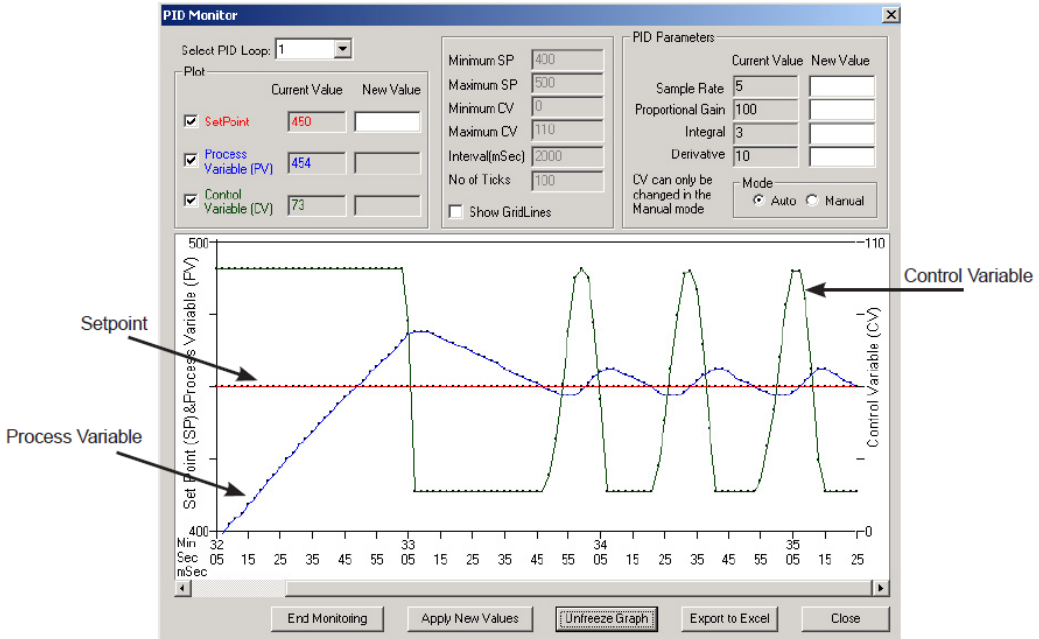 PID Monitor
Select PID Loop: 1
Plot
Current Value New Value
SetPoint 450
Process
Variable (PV) 454
Control
Variable (CV) 73
Minimum SP 400
Maximum SP 500
Minimum CV 0
Maximum CV 110
Interval(mSec) 2000
No of Ticks 100
Show GridLines
PID Parameters
Current Value New Value
Sample Rate 5
Proportional Gain 100
Integral 3
Derivative 10
CV can only be
changed in the
Manual mode
Mode
Auto Manual
500
110
Set Point (SP)&Process Variable (PV)
Control Variable (CV)
400
0
Control Variable
Setpoint
Process Variable
Min 32 33 34 35
Sec 05 15 25 35 45 55 05 15 25 35 45 55 05 15 25 35 45 55 05 15 25
mSec
End Monitoring Apply New Values Unfreeze Graph Export to Excel Close